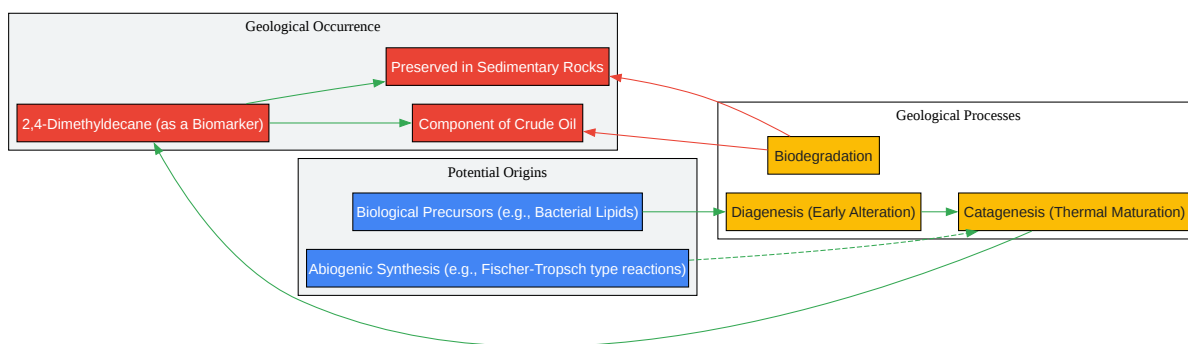 Geological Occurrence
Preserved in Sedimentary Rocks
2,4-Dimethyldecane (as a Biomarker)
Component of Crude Oil
Geological Processes
Biodegradation
Diagenesis (Early Alteration)
Catagenesis (Thermal Maturation)
Potential Origins
Biological Precursors (e.g., Bacterial Lipids)
Abiogenic Synthesis (e.g., Fischer-Tropsch type reactions)